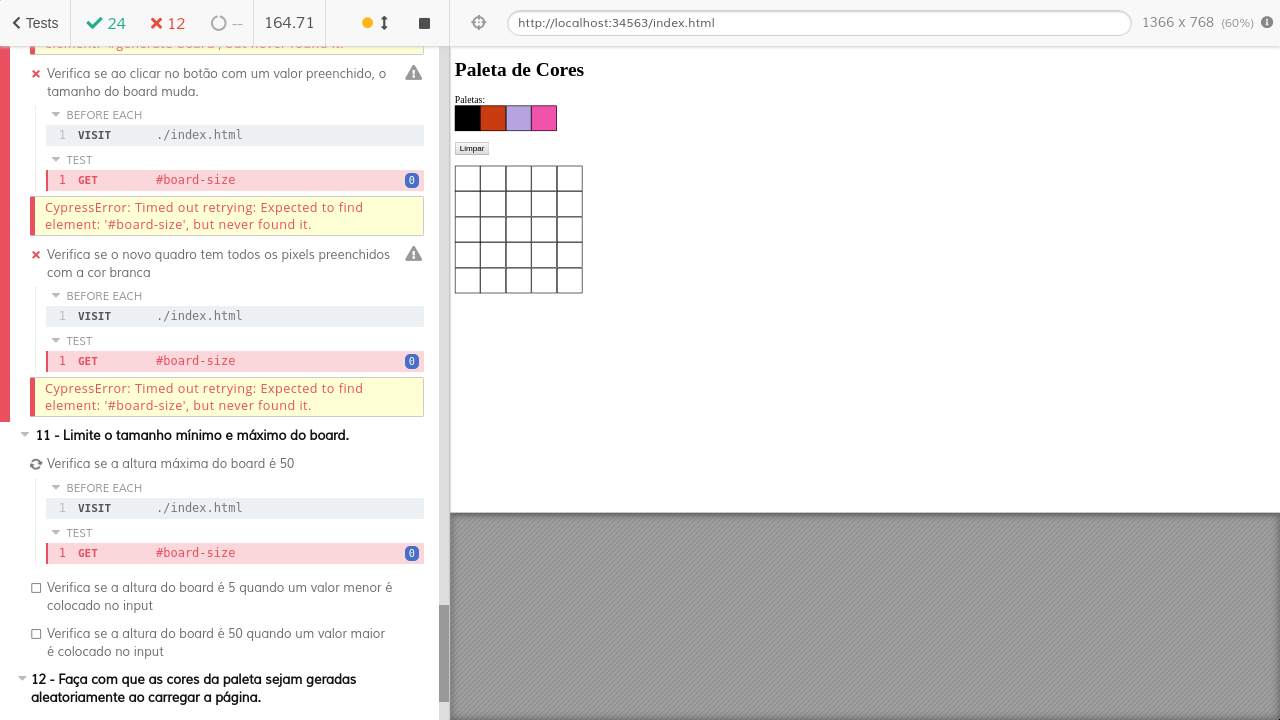 Tests
24
12
--
164.71
http://localhost:34563/index.html
1366 x 768 (60%)
element: '#generate-board', but never found it.
Verifica se ao clicar no botão com um valor preenchido, o
tamanho do board muda.
BEFORE EACH
1 VISIT ./index.html
TEST
1 GET #board-size 0
CypressError: Timed out retrying: Expected to find
element: '#board-size', but never found it.
Verifica se o novo quadro tem todos os pixels preenchidos
com a cor branca
BEFORE EACH
1 VISIT ./index.html
TEST
1 GET #board-size 0
CypressError: Timed out retrying: Expected to find
element: '#board-size', but never found it.
11 - Limite o tamanho mínimo e máximo do board.
Verifica se a altura máxima do board é 50
BEFORE EACH
1 VISIT ./index.html
TEST
1 GET #board-size 0
Verifica se a altura do board é 5 quando um valor menor é
colocado no input
Verifica se a altura do board é 50 quando um valor maior
é colocado no input
12 - Faça com que as cores da paleta sejam geradas
aleatoriamente ao carregar a página.
Paleta de Cores
Paletas:
Limpar